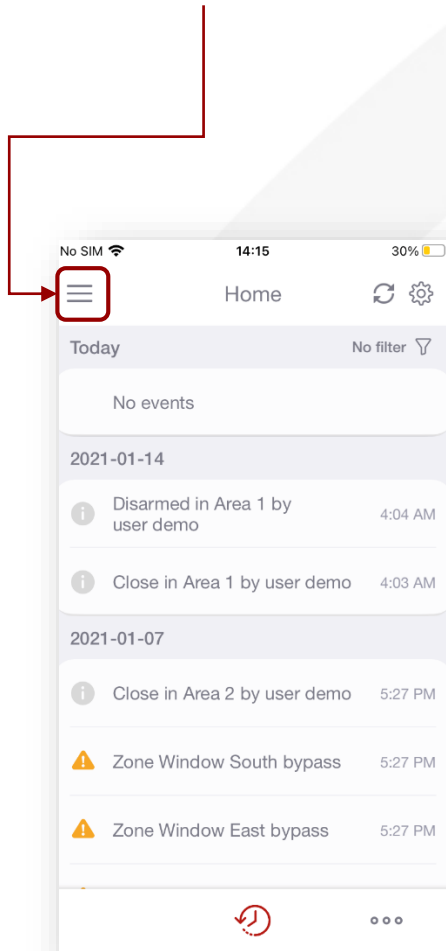 No SIM 14:15 30%
Home
Today No filter
No events
2021-01-14
Disarmed in Area 1 by
user demo 4:04 AM
Close in Area 1 by user demo 4:03 AM
2021-01-07
Close in Area 2 by user demo 5:27 PM
Zone Window South bypass 5:27 PM
Zone Window East bypass 5:27 PM